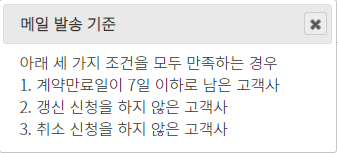 메일 발송 기준
아래 세 가지 조건을 모두 만족하는 경우
1. 계약만료일이 7일 이하로 남은 고객사
2. 갱신 신청을 하지 않은 고객사
3. 취소 신청을 하지 않은 고객사